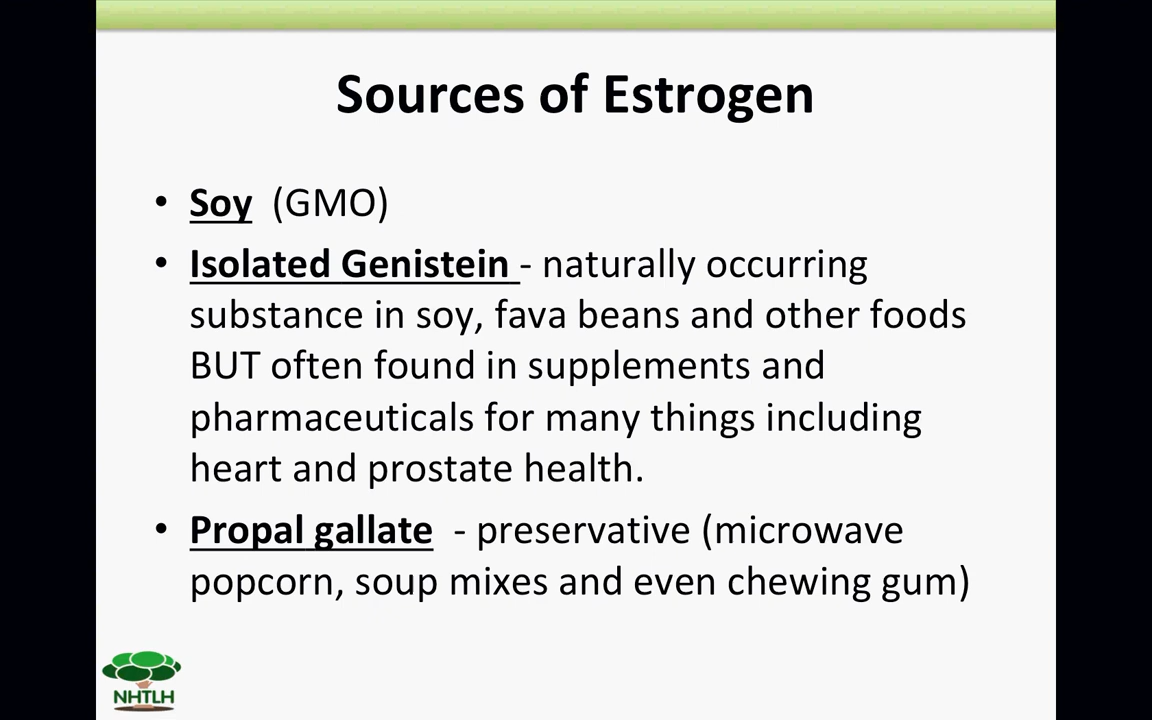 Sources of Estrogen
• Soy (GMO)
• Isolated Genistein - naturally occurring
substance in soy, fava beans and other foods
BUT often found in supplements and
pharmaceuticals for many things including
heart and prostate health.
• Propal gallate - preservative (microwave
popcorn, soup mixes and even chewing gum)
NHTLH